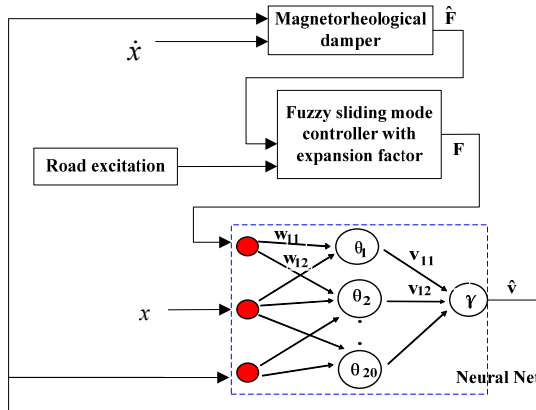 Magnetorheological
damper
F̂
ẋ
Fuzzy sliding mode
controller with
expansion factor
F
Road excitation
w11
w12
θ1
v11
v12
x
θ2
γ
v̂
θ20
Neural Net